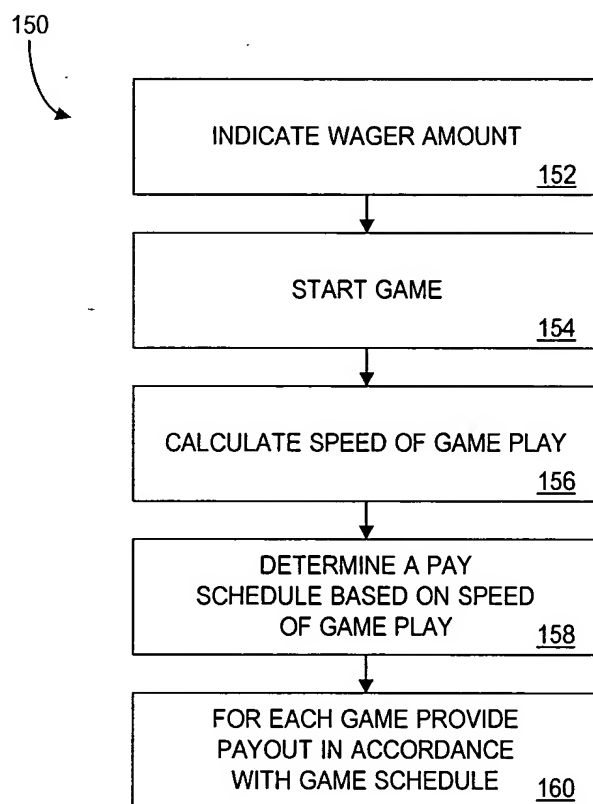 150
INDICATE WAGER AMOUNT
152
START GAME
154
CALCULATE SPEED OF GAME PLAY
156
DETERMINE A PAY
SCHEDULE BASED ON SPEED
OF GAME PLAY
158
FOR EACH GAME PROVIDE
PAYOUT IN ACCORDANCE
WITH GAME SCHEDULE
160